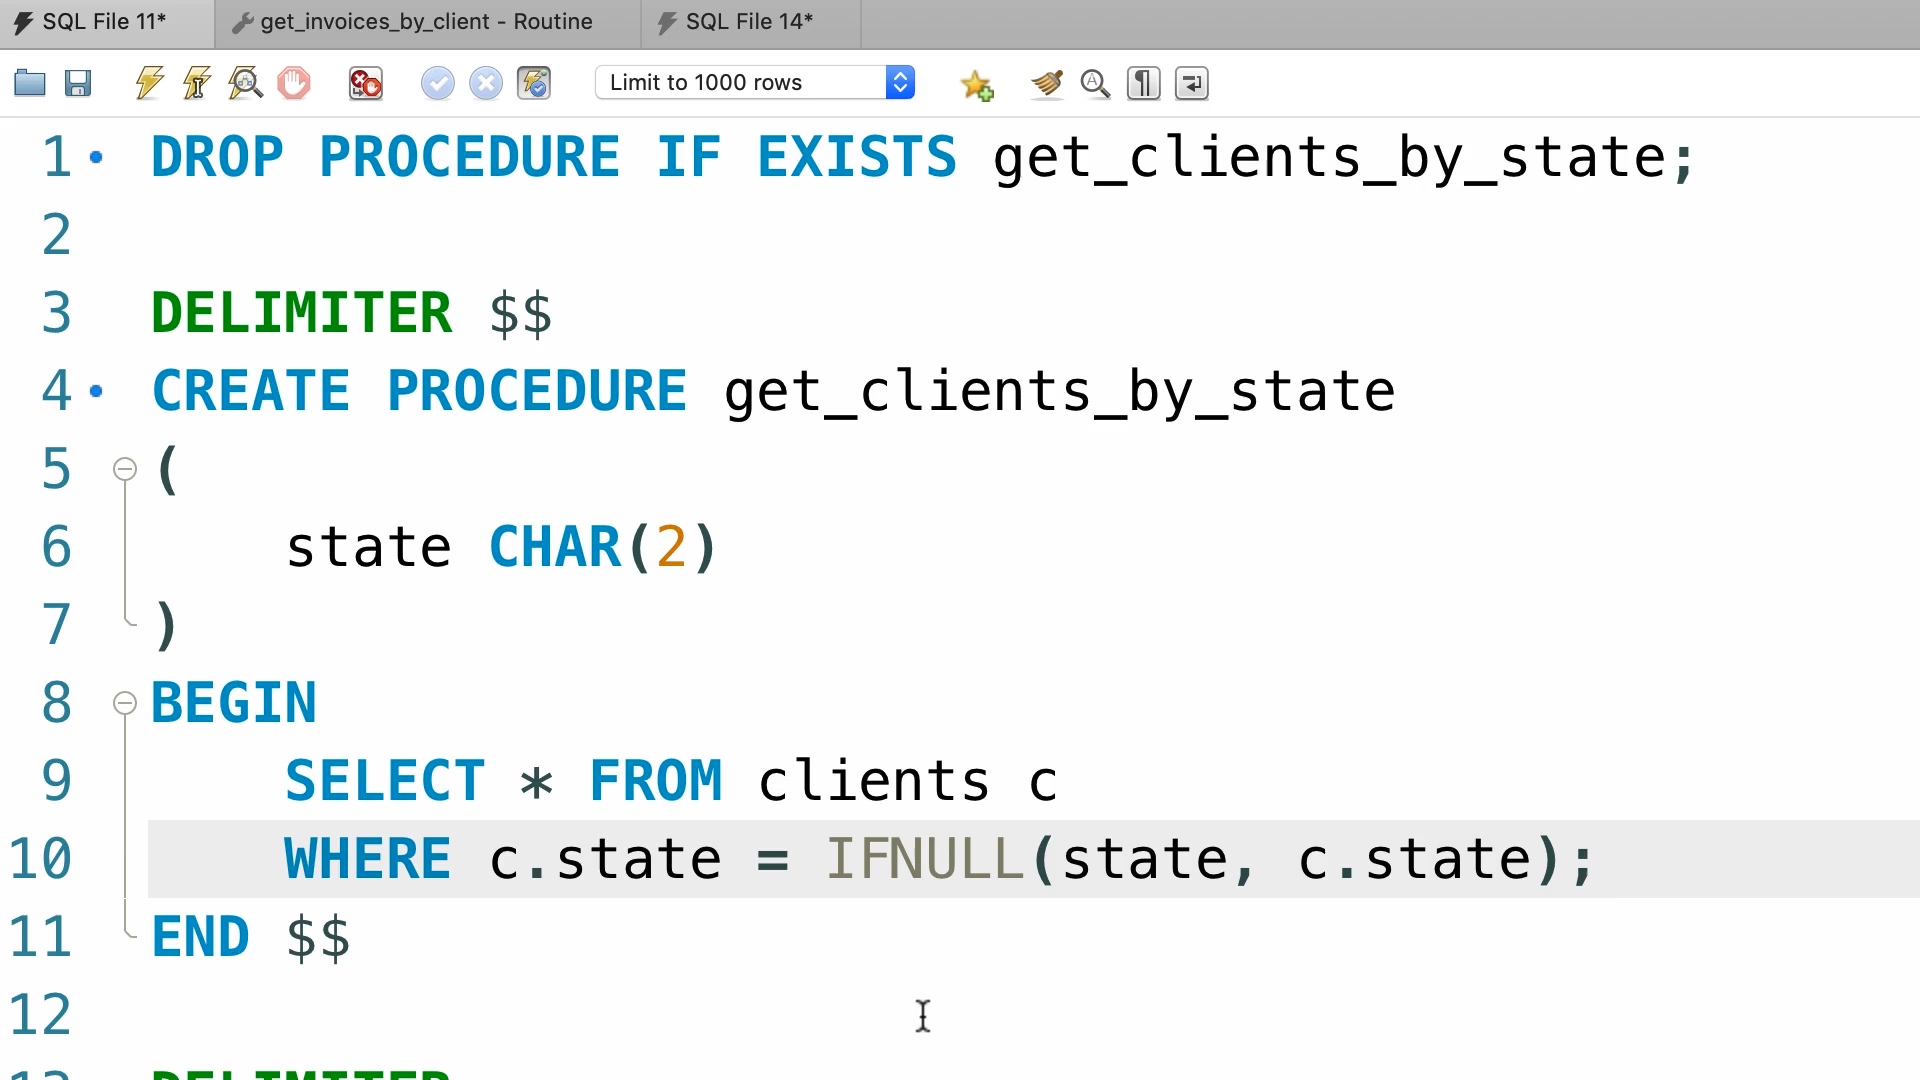 SQL File 11*
get_invoices_by_client - Routine
SQL File 14*
Limit to 1000 rows
1 DROP PROCEDURE IF EXISTS get_clients_by_state;
2
3 DELIMITER $$
4 CREATE PROCEDURE get_clients_by_state
5 (
6 state CHAR(2)
7 )
8 BEGIN
9 SELECT * FROM clients c
10 WHERE c.state = IFNULL(state, c.state);
11 END $$
12
13 DELIMITER